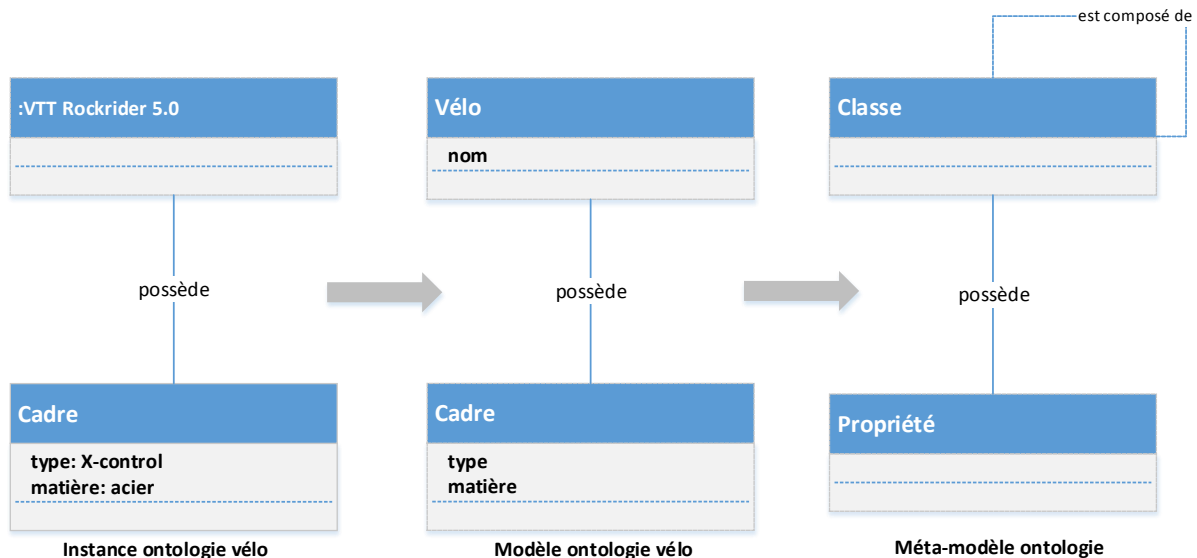 est composé de
:VTT Rockrider 5.0
Vélo
nom
Classe
possède
possède
possède
Cadre
type: X-control
matière: acier
Cadre
type
matière
Propriété
Instance ontologie vélo
Modèle ontologie vélo
Méta-modèle ontologie